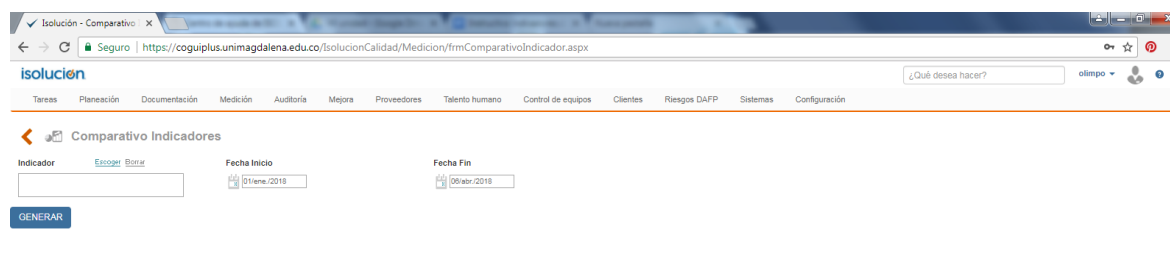 Isolución - Comparativo
Seguro | https://coguiplus.unimagdalena.edu.co/IsolucionCalidad/Medicion/frmComparativoIndicador.aspx
isolución
¿Qué desea hacer?
olimpo
Tareas Planeación Documentación Medición Auditoría Mejora Proveedores Talento humano Control de equipos Clientes Riesgos DAFP Sistemas Configuración
Comparativo Indicadores
Indicador Escoger Borrar Fecha Inicio Fecha Fin
01/ene./2018 06/abr./2018
GENERAR